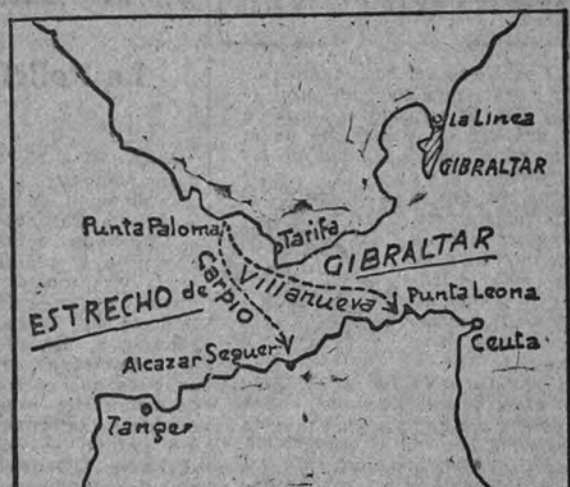 La Linea
GIBRALTAR
Punta Paloma
Tarifa
GIBRALTAR
ESTRECHO de
Carpio
Villanueva
Punta Leona
Ceuta
Alcazar Seguer
Tanger